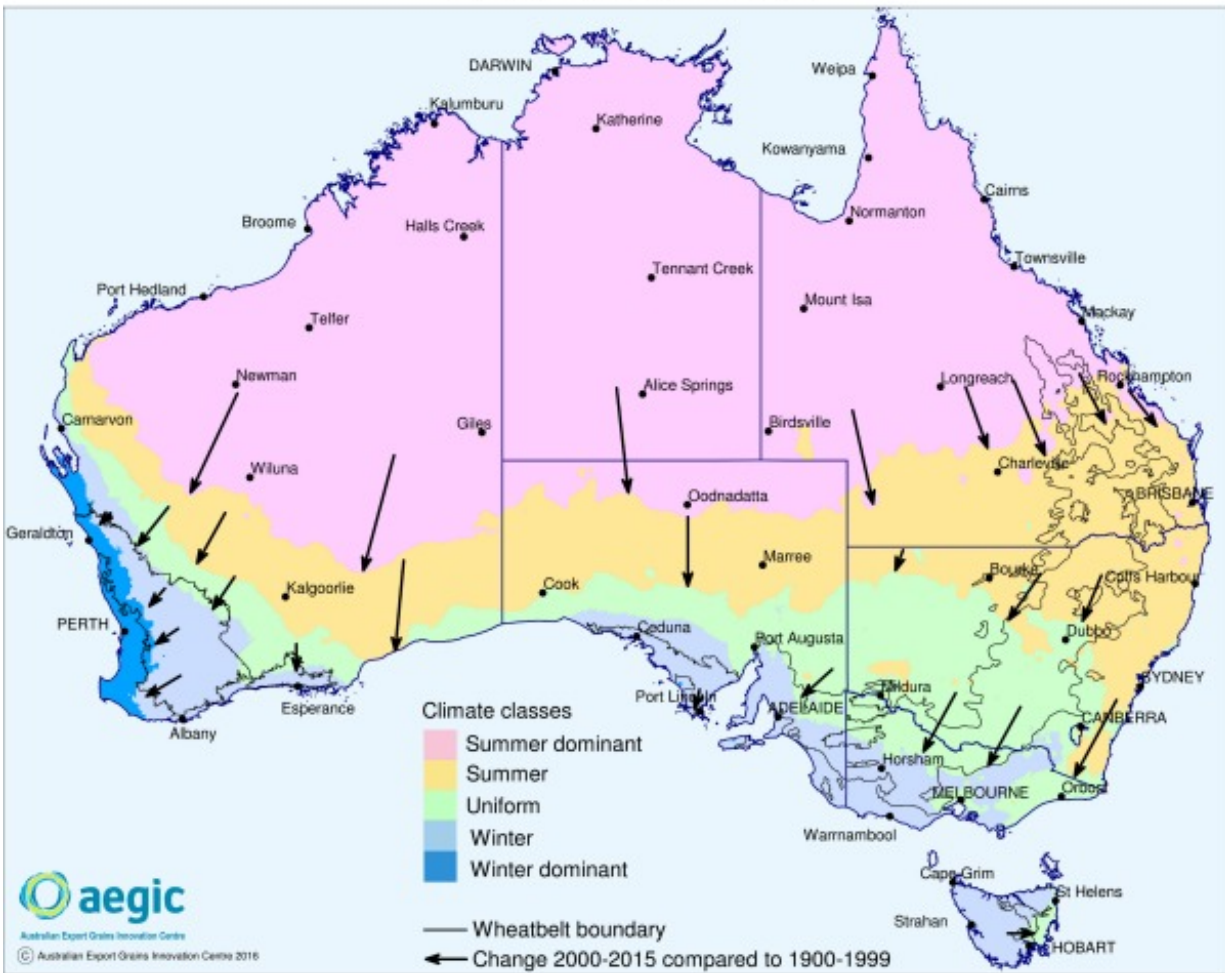 DARWIN
Weipa
Kalumburu
Katherine
Kowanyama
Cairns
Broome
Halls Creek
Normanton
Tennant Creek
Townsville
Port Hedland
Mount Isa
Telfer
Mackay
Newman
Alice Springs
Longreach
Rockhampton
Carnarvon
Giles
Birdsville
Wiluna
Charleville
Oodnadatta
BRISBANE
Geraldton
Marree
Bourke
Coffs Harbour
Kalgoorlie
Cook
PERTH
Ceduna
Port Augusta
Dubbo
Port Lincoln
Mildura
SYDNEY
Esperance
ADELAIDE
Albany
CANBERRA
Climate classes
Summer dominant
Summer
Horsham
Uniform
MELBOURNE
Orbost
Winter
Warrnambool
Winter dominant
aegic
Australian Export Grains Innovation Centre
© Australian Export Grains Innovation Centre 2016
Cape Grim
St Helens
Strahan
Wheatbelt boundary
HOBART
Change 2000-2015 compared to 1900-1999